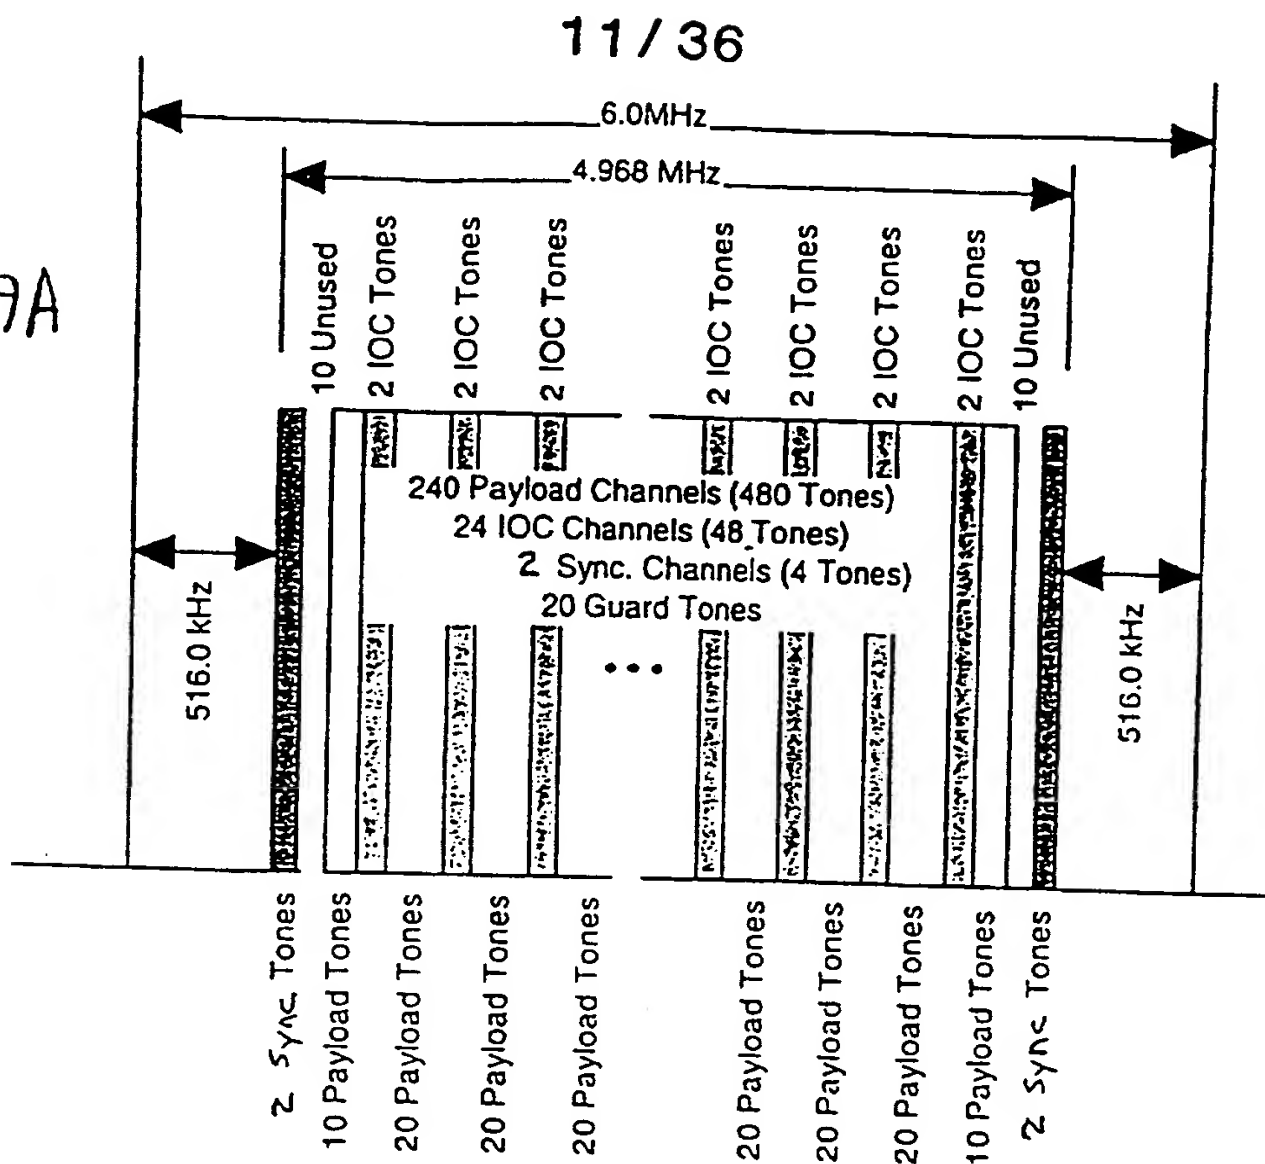 11/36
6.0MHz
4.968 MHz
10 Unused
2 IOC Tones
2 IOC Tones
2 IOC Tones
2 IOC Tones
2 IOC Tones
2 IOC Tones
2 IOC Tones
10 Unused
240 Payload Channels (480 Tones)
24 IOC Channels (48 Tones)
2 Sync. Channels (4 Tones)
20 Guard Tones
516.0 kHz
...
516.0 kHz
2 Sync Tones
10 Payload Tones
20 Payload Tones
20 Payload Tones
20 Payload Tones
20 Payload Tones
20 Payload Tones
20 Payload Tones
10 Payload Tones
2 Sync Tones